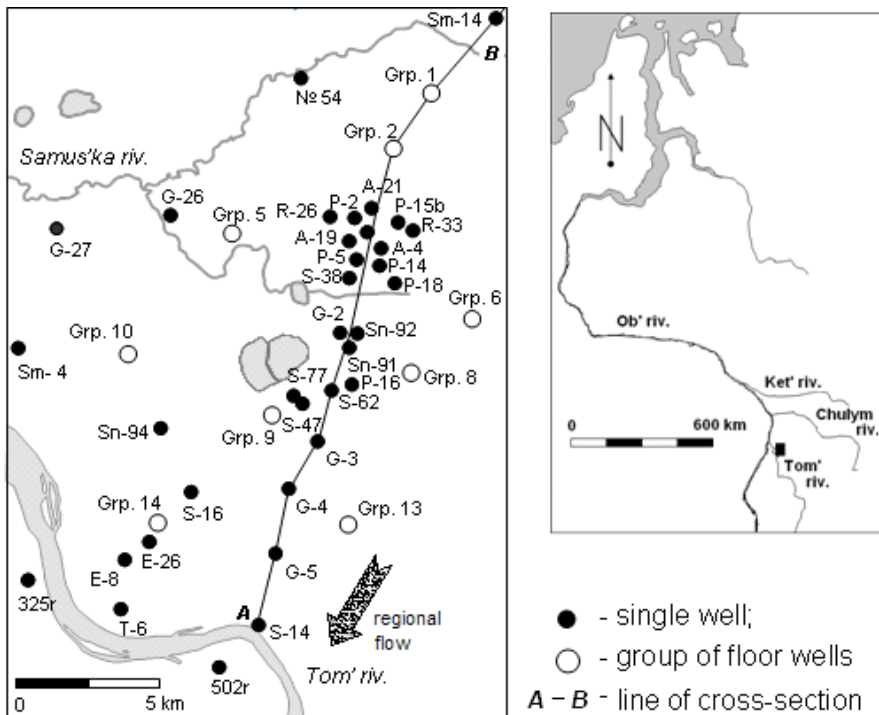 Sm-14
B
Grp. 1
№ 54
Grp. 2
Samus'ka riv.
A-21
G-26
P-2
P-15b
R-26
Grp. 5
R-33
G-27
A-19
A-4
P-5
P-14
S-38
P-18
Grp. 6
G-2
Sn-92
Grp. 10
Sn-91
Sm- 4
S-77
P-16
Grp. 8
S-62
S-47
Grp. 9
Sn-94
G-3
S-16
G-4
Grp. 14
Grp. 13
E-26
G-5
E-8
325r
T-6
A
S-14
regional
flow
Tom' riv.
502r
0 5 km
N
Ob' riv.
Ket' riv.
0 600 km
Chulym
riv.
Tom'
riv.
- single well;
- group of floor wells
A – B - line of cross-section